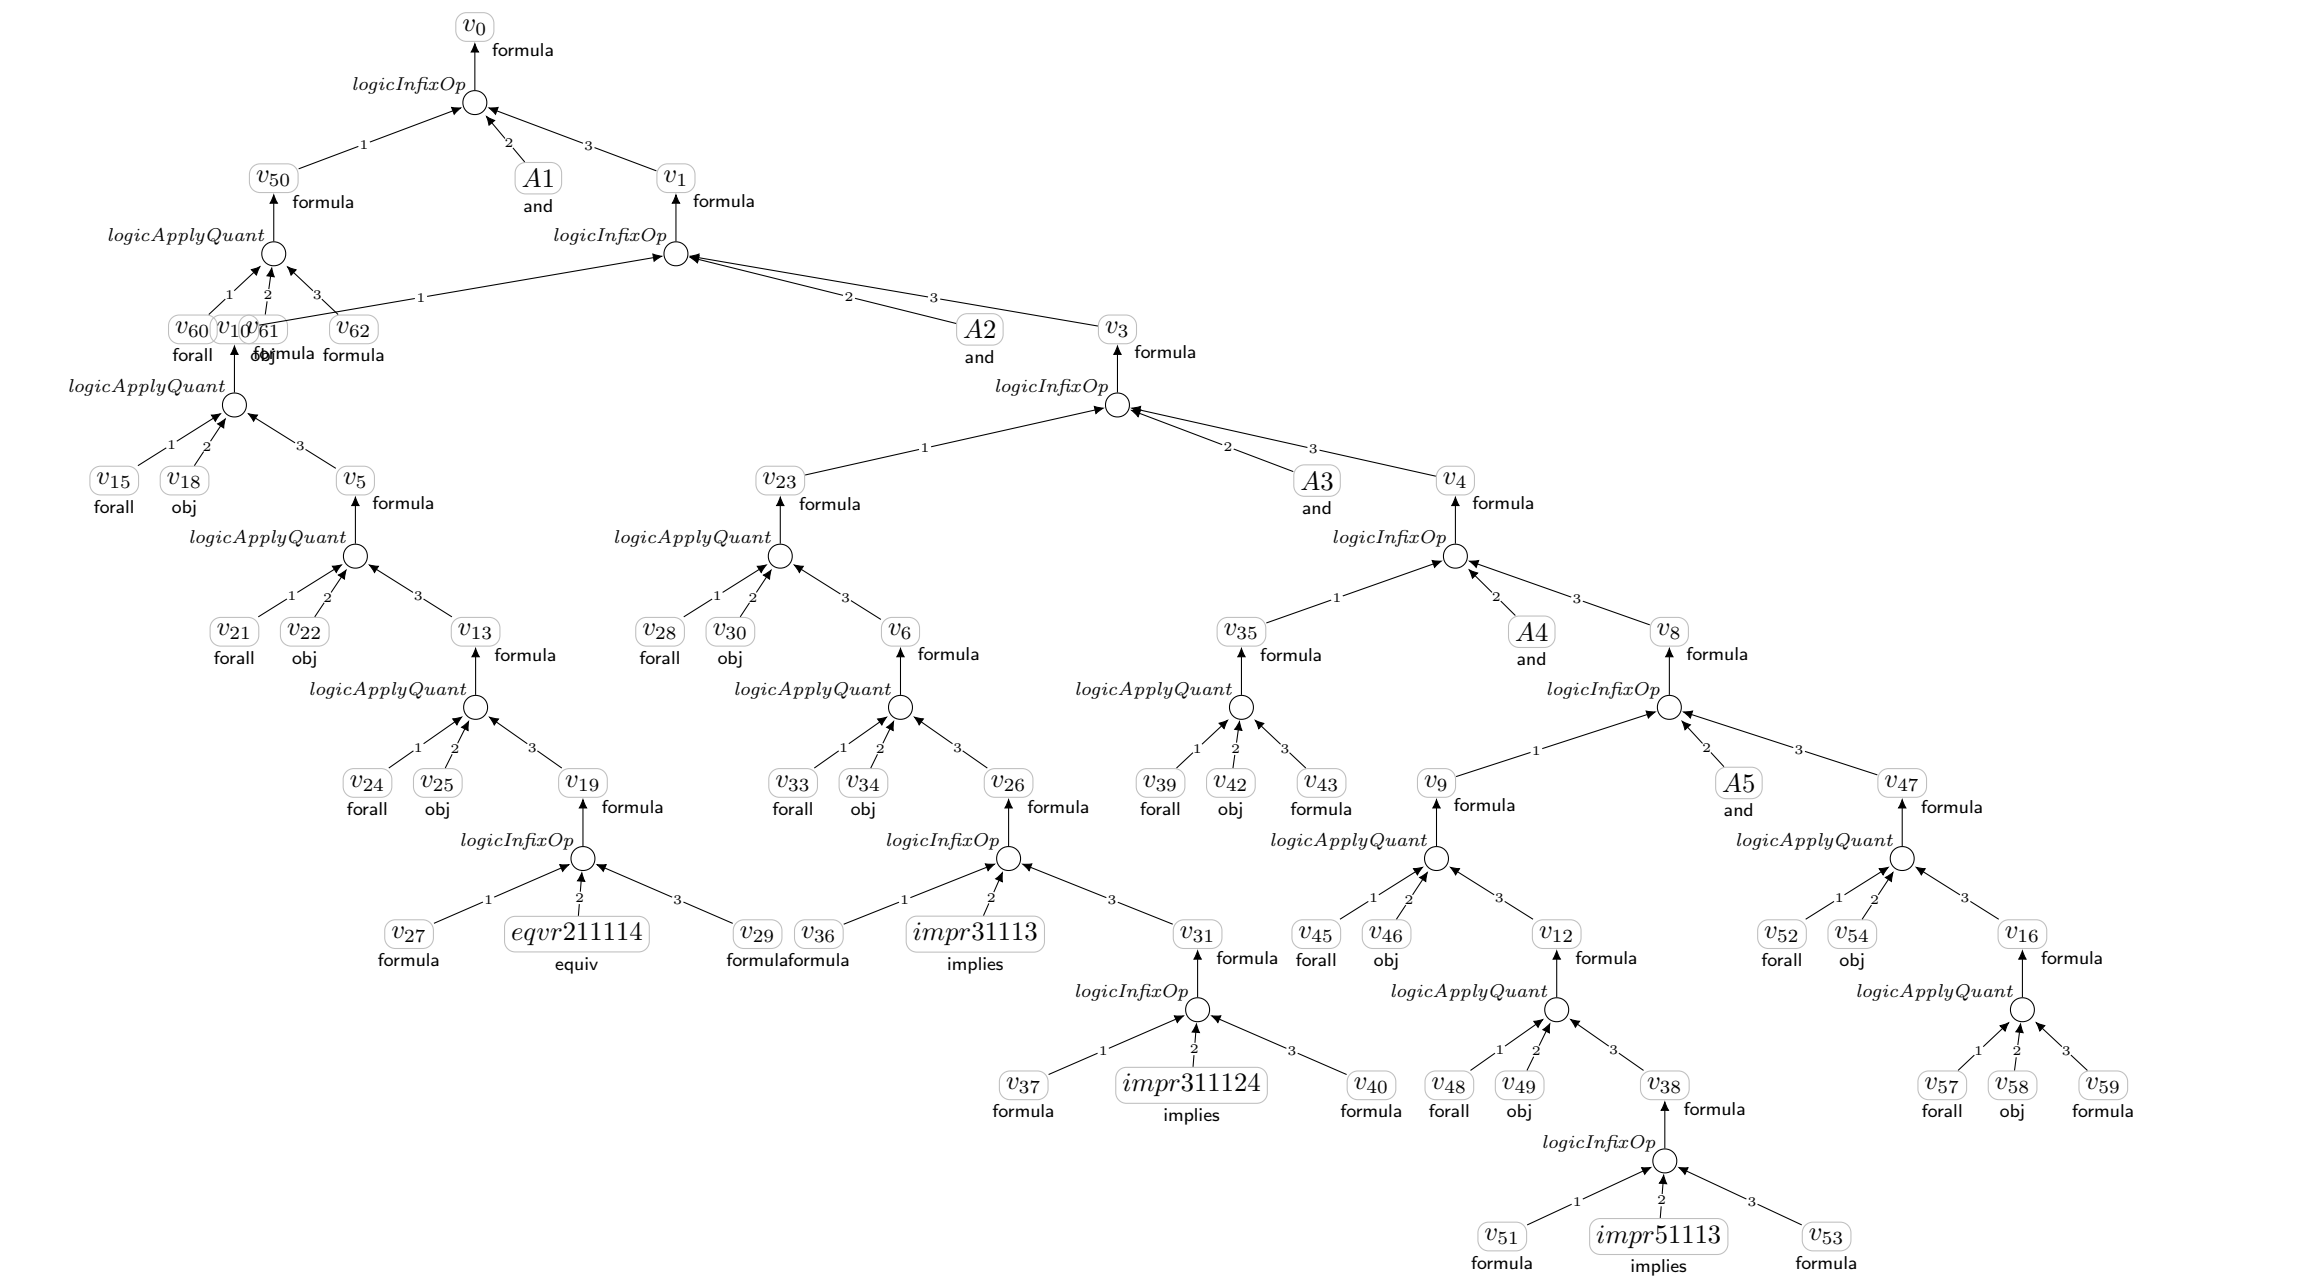 v0
formula
logicInfixOp
1 2 3
v50 A1 v1
formula and formula
logicApplyQuant logicInfixOp
1 2 3 1 2 3
v60 v10 v61 v62 A2 v3
forall obj formula formula and formula
logicApplyQuant logicInfixOp
1 2 3 1 2 3
v15 v18 v5 v23 A3 v4
forall obj formula formula and formula
logicApplyQuant logicApplyQuant logicInfixOp
1 2 3 1 2 3 1 2 3
v21 v22 v13 v28 v30 v6 v35 A4 v8
forall obj formula forall obj formula formula and formula
logicApplyQuant logicApplyQuant logicApplyQuant logicInfixOp
1 2 3 1 2 3 1 2 3 1 2 3
v24 v25 v19 v33 v34 v26 v39 v42 v43 v9 A5 v47
forall obj formula forall obj formula forall obj formula formula and formula
logicInfixOp logicInfixOp logicApplyQuant logicApplyQuant
1 2 3 1 2 3 1 2 3 1 2 3
v27 eqvr211114 v29 v36 impr31113 v31 v45 v46 v12 v52 v54 v16
formula equiv formula formula implies formula forall obj formula forall obj formula
logicInfixOp logicApplyQuant logicApplyQuant
1 2 3 1 2 3 1 2 3
v37 impr311124 v40 v48 v49 v38 v57 v58 v59
formula implies formula forall obj formula forall obj formula
logicInfixOp
1 2 3
v51 impr51113 v53
formula implies formula